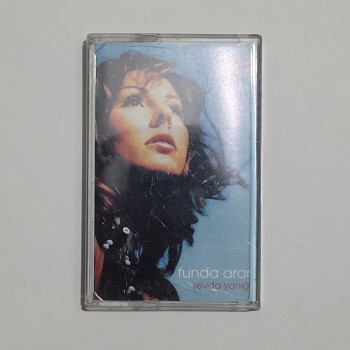 funda arar
sevda yanığı